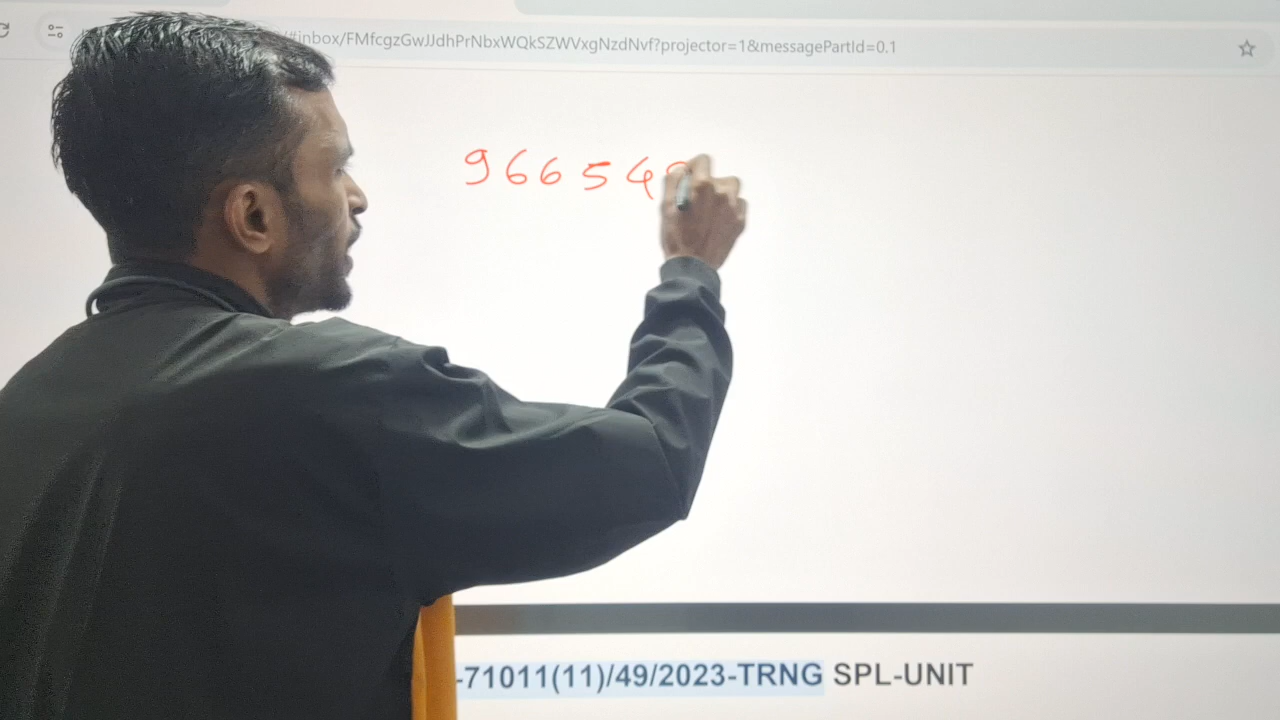 #inbox/FMfcgzGwJJdhPrNbxWQkSZWVxgNzdNvf?projector=1&messagePartId=0.1
96654
-71011(11)/49/2023-TRNG SPL-UNIT